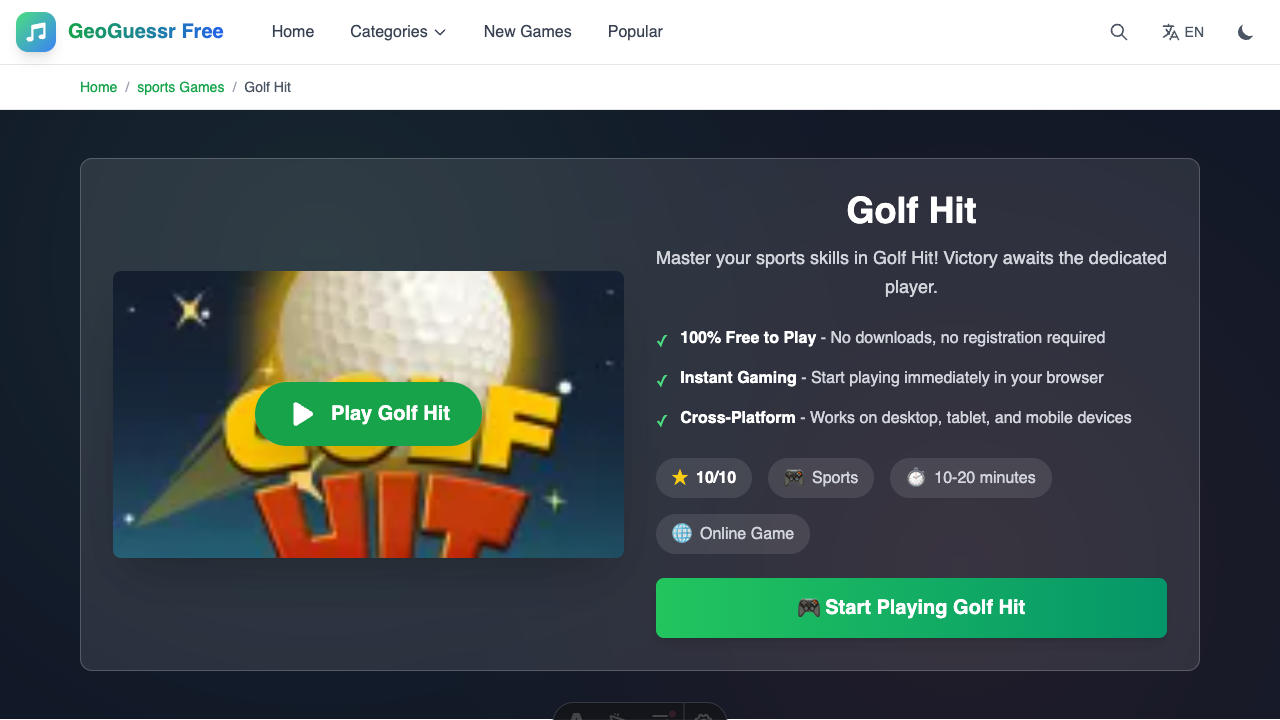 GeoGuessr Free
Home
Categories
New Games
Popular
EN
Home / sports Games / Golf Hit
GOLF
HIT
Play Golf Hit
Golf Hit
Master your sports skills in Golf Hit! Victory awaits the dedicated
player.
✓ 100% Free to Play - No downloads, no registration required
✓ Instant Gaming - Start playing immediately in your browser
✓ Cross-Platform - Works on desktop, tablet, and mobile devices
⭐ 10/10
🎮 Sports
⏱️ 10-20 minutes
🌐 Online Game
🎮 Start Playing Golf Hit